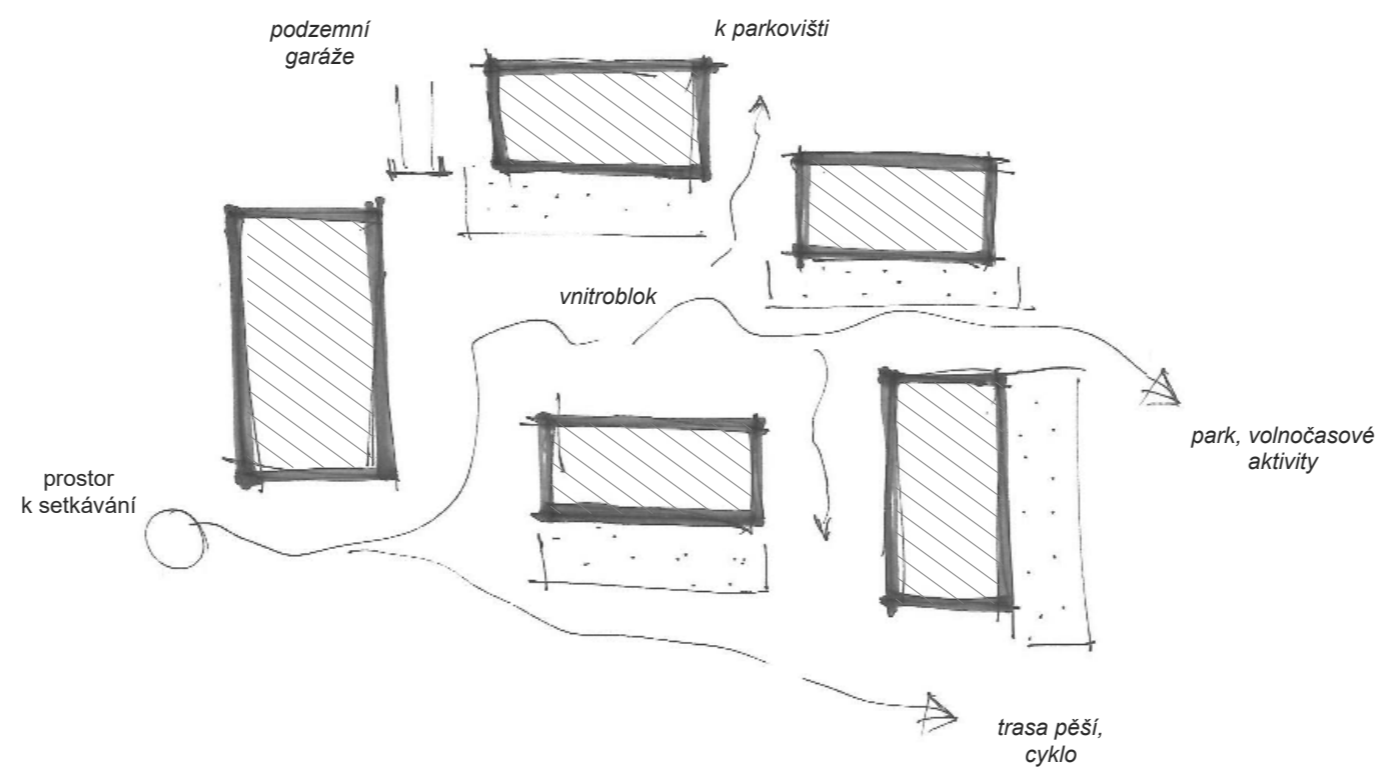 podzemní
garáže
k parkovišti
vnitroblok
park, volnočasové
aktivity
prostor
k setkávání
trasa pěší,
cyklo